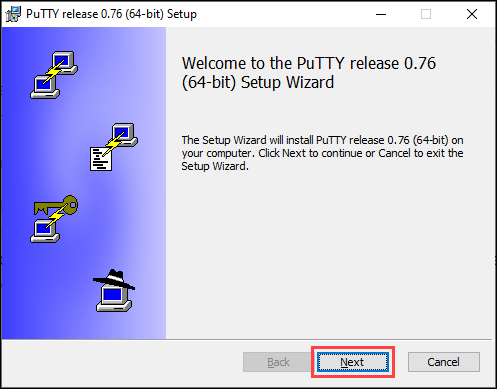 PuTTY release 0.76 (64-bit) Setup
Welcome to the PuTTY release 0.76
(64-bit) Setup Wizard
The Setup Wizard will install PuTTY release 0.76 (64-bit) on
your computer. Click Next to continue or Cancel to exit the
Setup Wizard.
Back
Next
Cancel